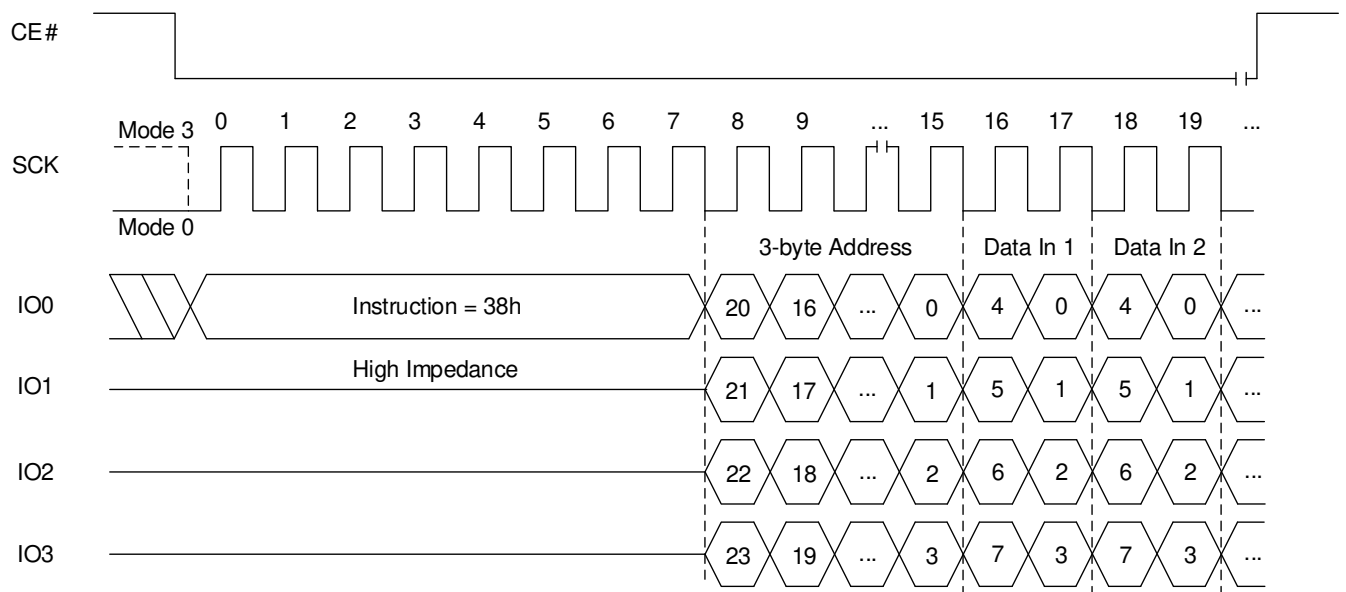 CE#
Mode 3 0 1 2 3 4 5 6 7 8 9 ... 15 16 17 18 19 ...
SCK
Mode 0
3-byte Address Data In 1 Data In 2
IO0 Instruction = 38h 20 16 ... 0 4 0 4 0 ...
High Impedance
IO1 21 17 ... 1 5 1 5 1 ...
IO2 22 18 ... 2 6 2 6 2 ...
IO3 23 19 ... 3 7 3 7 3 ...